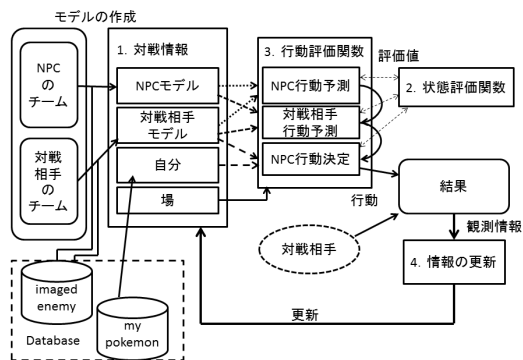 モデルの作成
NPC
の
チーム
対戦
相手
の
チーム
1. 対戦情報
NPCモデル
対戦相手
モデル
自分
場
3. 行動評価関数
NPC行動予測
対戦相手
行動予測
NPC行動決定
評価値
2. 状態評価関数
行動
結果
対戦相手
観測情報
4. 情報の更新
更新
imaged
enemy
Database
my
pokemon